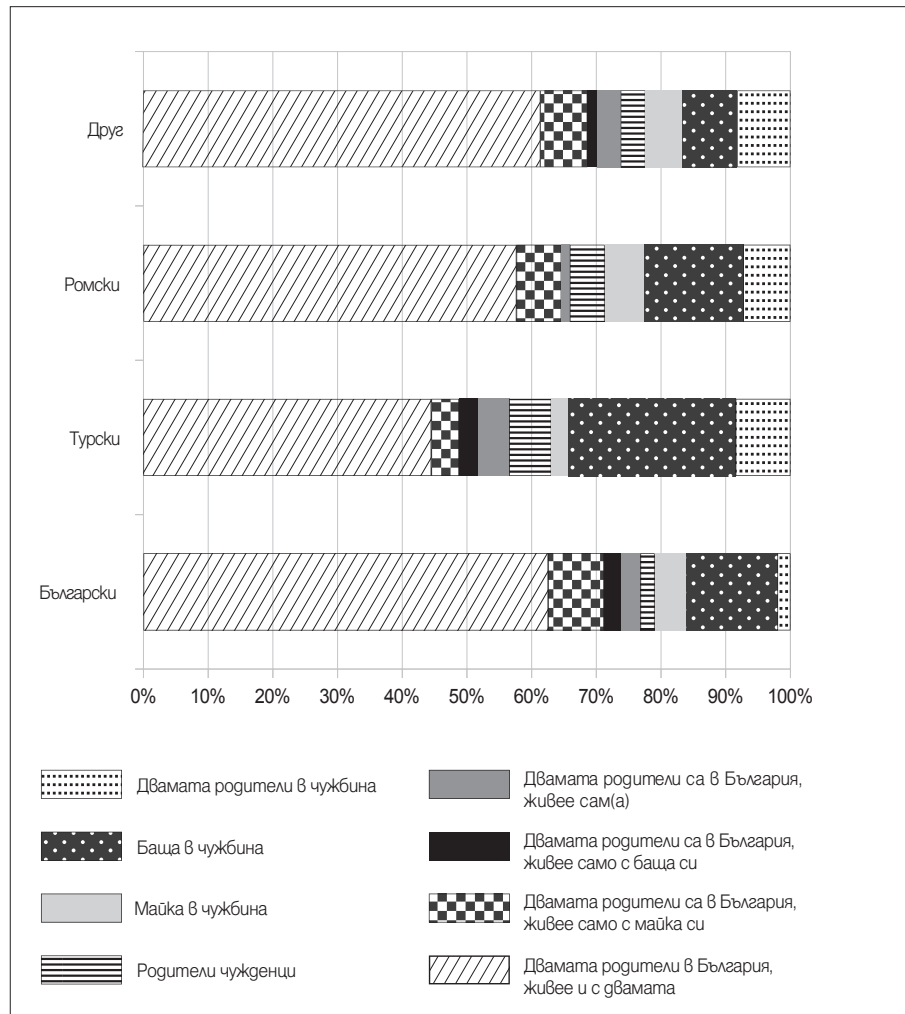 Друг
Ромски
Турски
Български
0% 10% 20% 30% 40% 50% 60% 70% 80% 90% 100%
Двамата родители в чужбина
Баща в чужбина
Майка в чужбина
Родители чужденци
Двамата родители са в България,
живее сам(а)
Двамата родители са в България,
живее само с баща си
Двамата родители са в България,
живее само с майка си
Двамата родители в България,
живее и с двамата